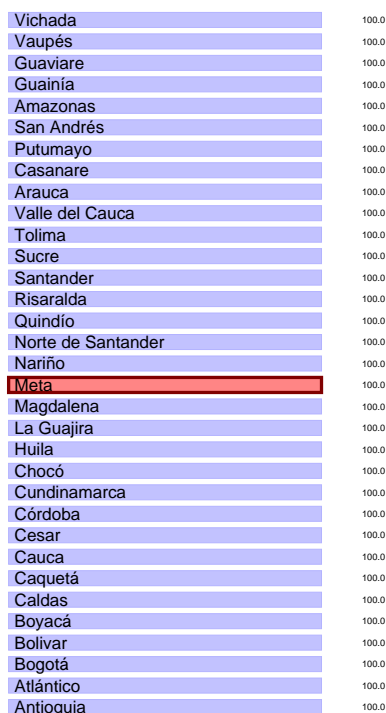 Vichada 100.0
Vaupés 100.0
Guaviare 100.0
Guainía 100.0
Amazonas 100.0
San Andrés 100.0
Putumayo 100.0
Casanare 100.0
Arauca 100.0
Valle del Cauca 100.0
Tolima 100.0
Sucre 100.0
Santander 100.0
Risaralda 100.0
Quindío 100.0
Norte de Santander 100.0
Nariño 100.0
Meta 100.0
Magdalena 100.0
La Guajira 100.0
Huila 100.0
Chocó 100.0
Cundinamarca 100.0
Córdoba 100.0
Cesar 100.0
Cauca 100.0
Caquetá 100.0
Caldas 100.0
Boyacá 100.0
Bolivar 100.0
Bogotá 100.0
Atlántico 100.0
Antioquia 100.0